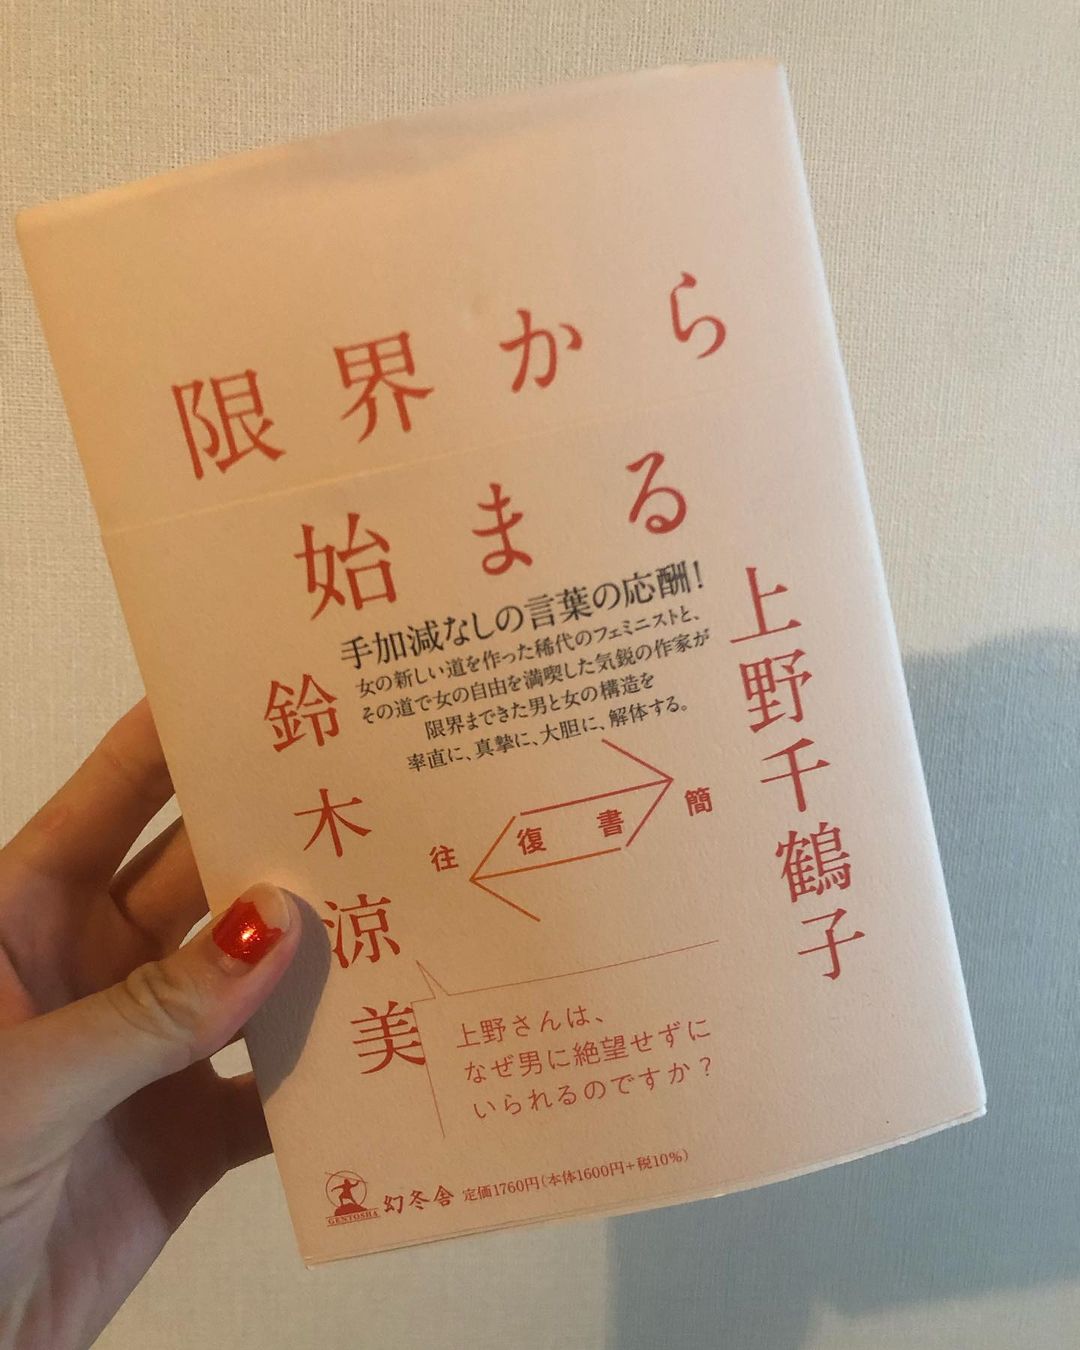 限界から
始まる
手加減なしの言葉の応酬！
女の新しい道を作った稀代のフェミニストと、
その道で女の自由を満喫した気鋭の作家が
限界まできた男と女の構造を
率直に、真摯に、大胆に、解体する。
上野千鶴子
鈴木涼美
往復書簡
上野さんは、
なぜ男に絶望せずに
いられるのですか？
GENTOSHA
幻冬舎 定価1760円(本体1600円+税10%)